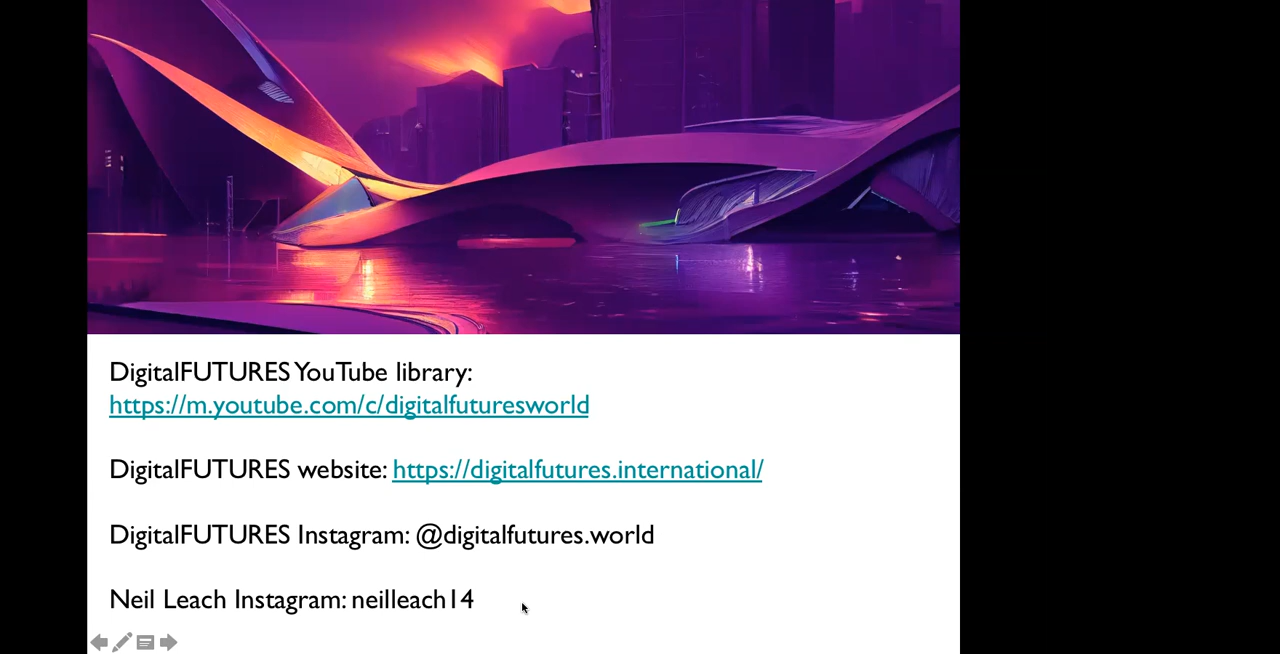 DigitalFUTURES YouTube library:
https://m.youtube.com/c/digitalfuturesworld
DigitalFUTURES website: https://digitalfutures.international/
DigitalFUTURES Instagram: @digitalfutures.world
Neil Leach Instagram: neilleach14